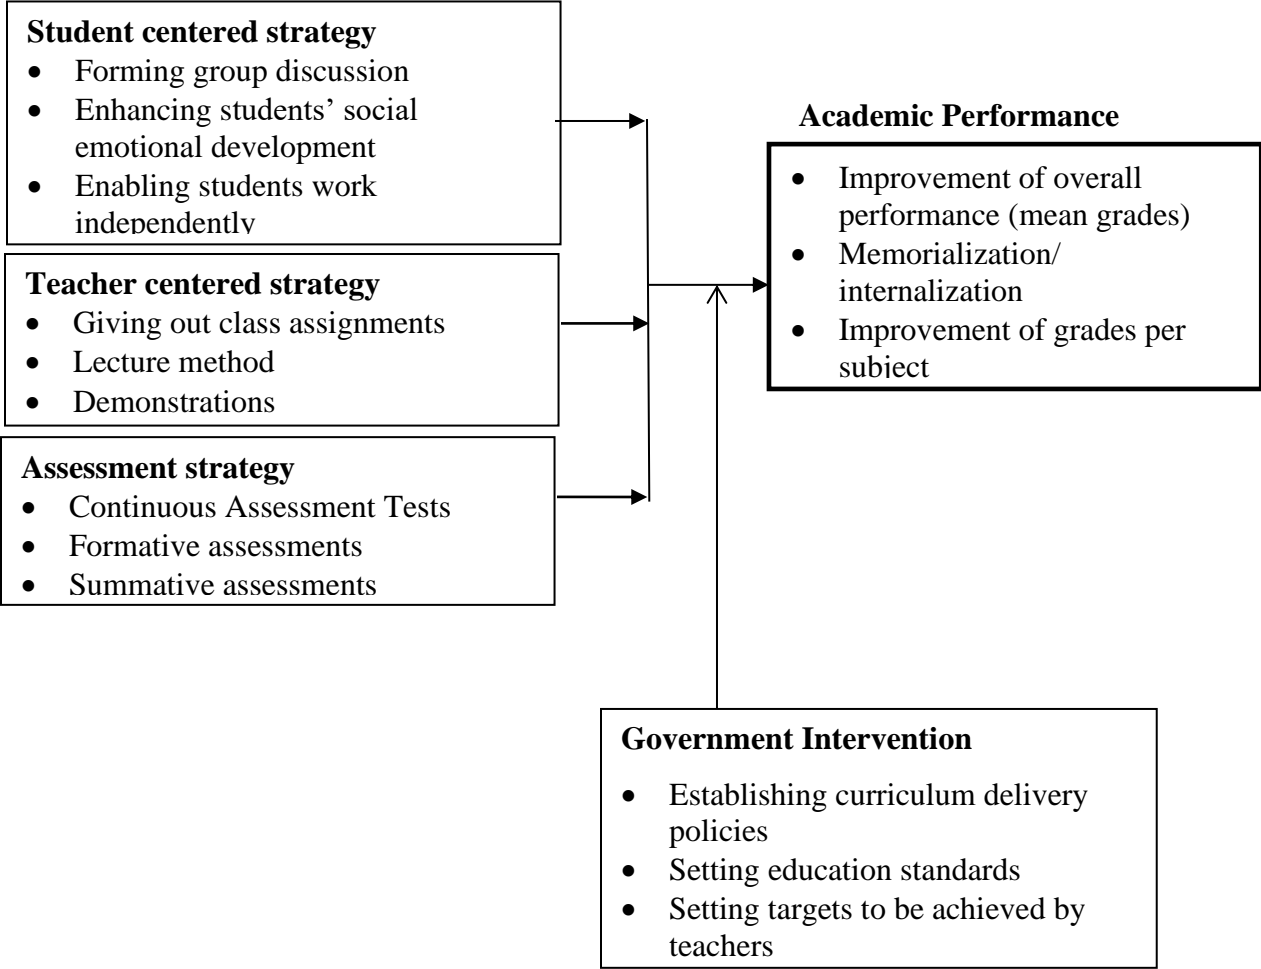 Student centered strategy
• Forming group discussion
• Enhancing students’ social
emotional development
• Enabling students work
independently
Teacher centered strategy
• Giving out class assignments
• Lecture method
• Demonstrations
Assessment strategy
• Continuous Assessment Tests
• Formative assessments
• Summative assessments
Academic Performance
• Improvement of overall
performance (mean grades)
• Memorialization/
internalization
• Improvement of grades per
subject
Government Intervention
• Establishing curriculum delivery
policies
• Setting education standards
• Setting targets to be achieved by
teachers